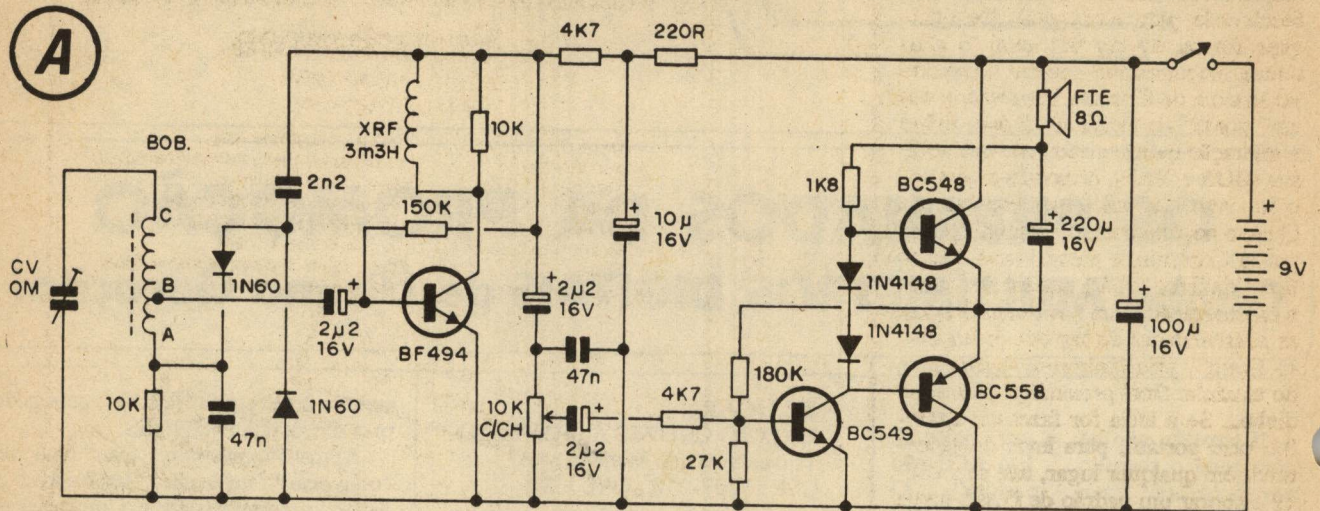 A
4K7
220R
BOB.
XRF
3m3H
10K
FTE
8Ω
2n2
1K8
BC548
C
150K
10µ
16V
220µ
16V
9V
CV
OM
B
1N60
1N4148
2µ2
16V
A
2µ2
16V
BF494
1N4148
100µ
16V
10K
47n
1N60
47n
10K
C/CH
2µ2
16V
4K7
180K
27K
BC549
BC558